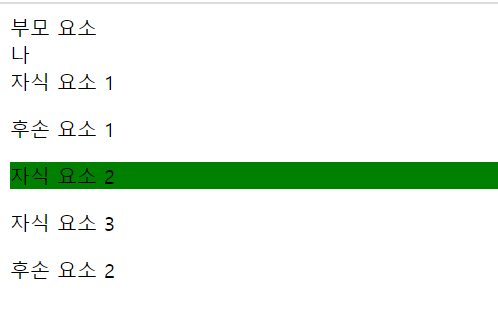 부모 요소
나
자식 요소 1
후손 요소 1
자식 요소 2
자식 요소 3
후손 요소 2